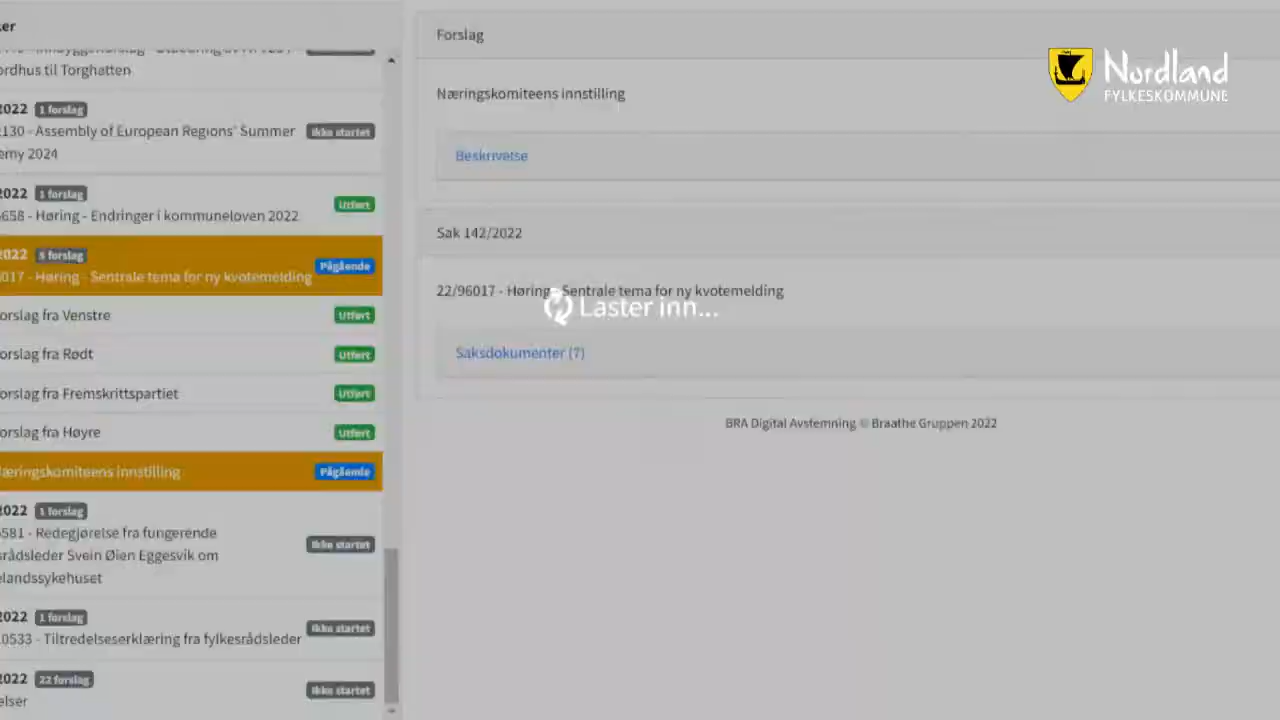 ker
ordhus til Torghatten
2022 1 forslag
130 - Assembly of European Regions' Summer
emy 2024
Ikke startet
2022 1 forslag
658 - Høring - Endringer i kommuneloven 2022
Utført
2022 5 forslag
017 - Høring - Sentrale tema for ny kvotemelding
Pågående
orslag fra Venstre
Utført
orslag fra Rødt
Utført
orslag fra Fremskrittspartiet
Utført
orslag fra Høyre
Utført
æringskomiteens innstilling
Pågående
2022 1 forslag
581 - Redegjørelse fra fungerende
srådsleder Svein Øien Eggesvik om
elandssykehuset
Ikke startet
2022 1 forslag
0533 - Tiltredelseserklæring fra fylkesrådsleder
Ikke startet
2022 22 forslag
elser
Ikke startet
Forslag
Næringskomiteens innstilling
Beskrivelse
Sak 142/2022
22/96017 - Høring - Sentrale tema for ny kvotemelding
Laster inn...
Saksdokumenter (7)
BRA Digital Avstemning © Braathe Gruppen 2022
Nordland
FYLKESKOMMUNE